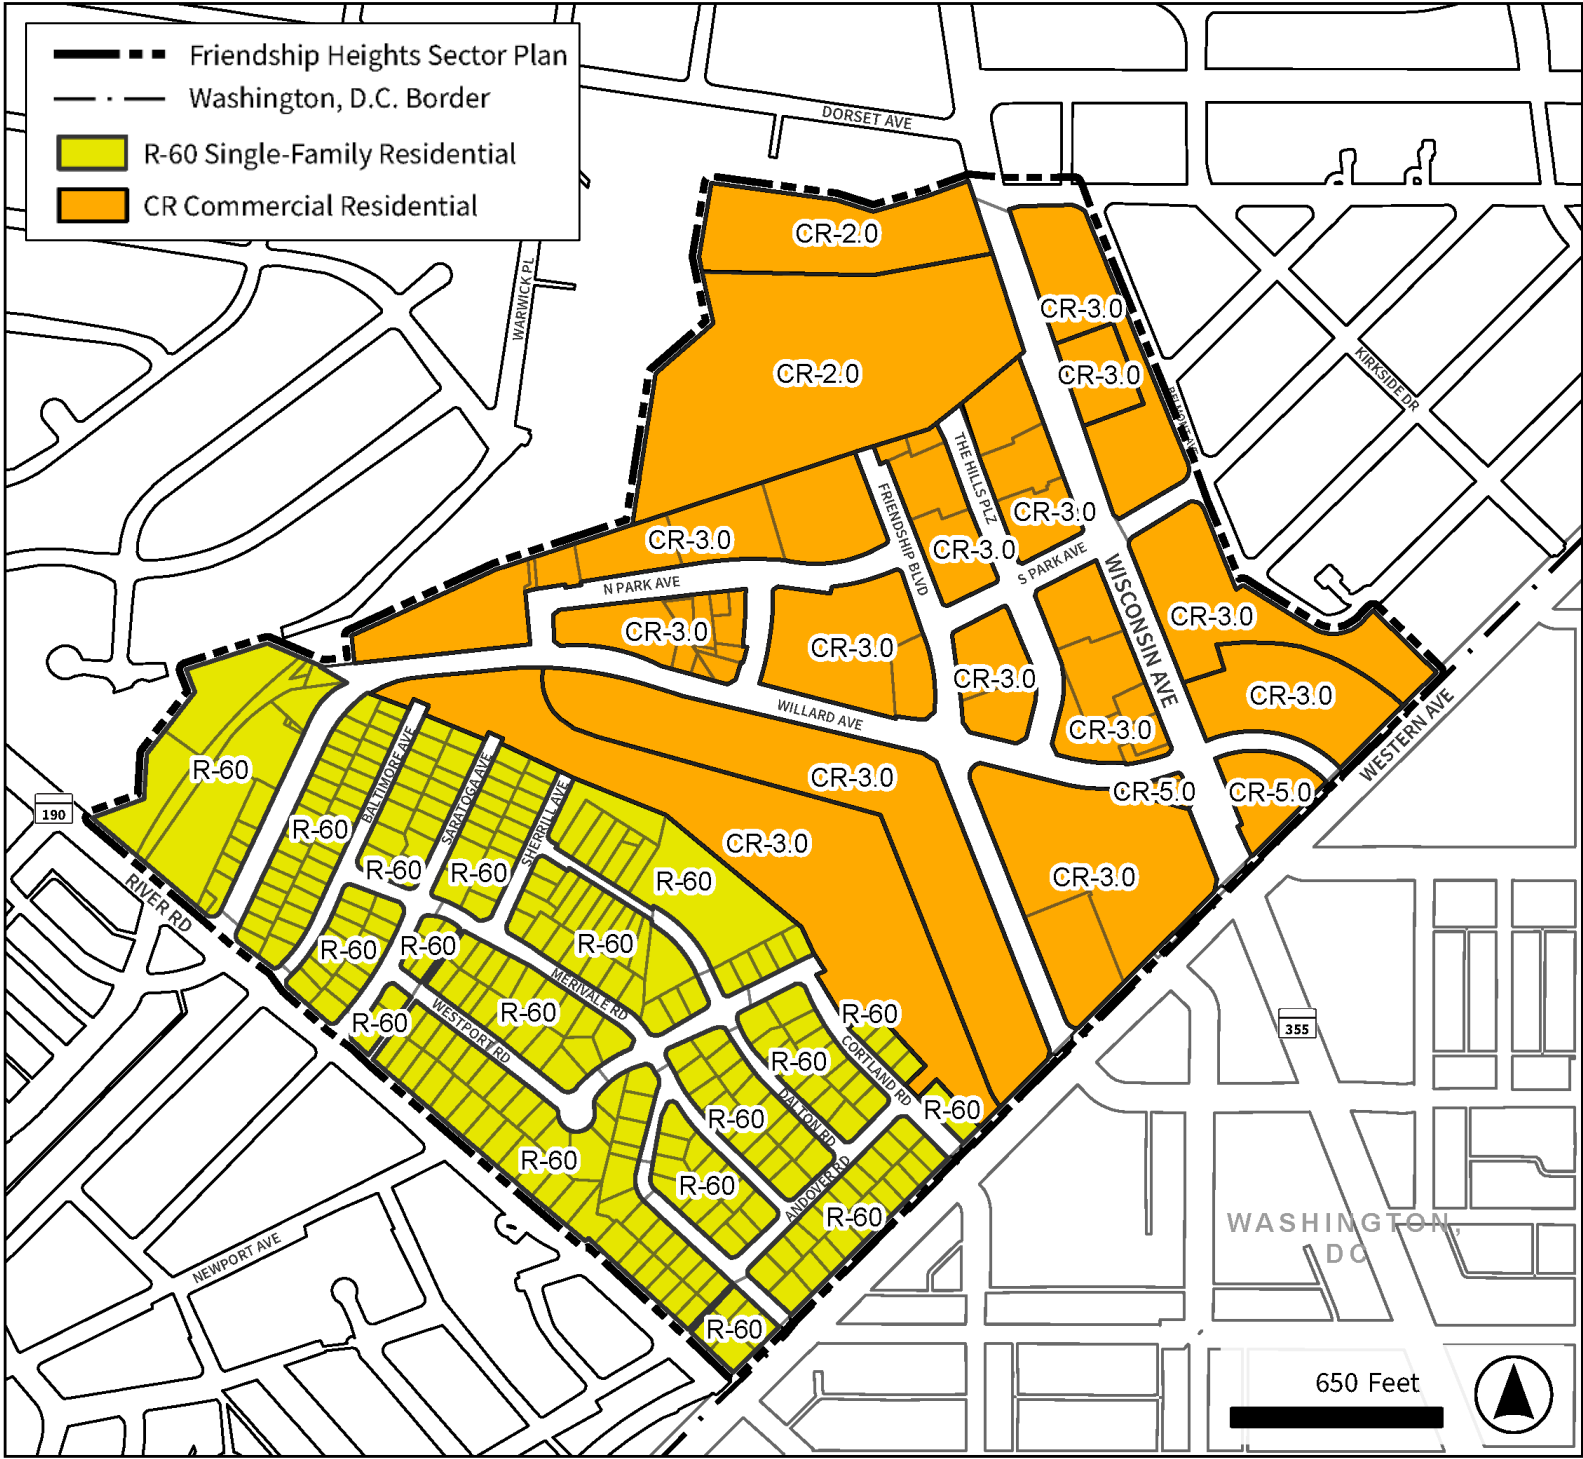 Friendship Heights Sector Plan
Washington, D.C. Border
R-60 Single-Family Residential
CR Commercial Residential
DORSET AVE
CR-2.0
WARWICK PL
CR-3.0
CR-2.0
CR-3.0
KIRKSIDE DR
BELMONT AVE
THE HILLS PLZ
FRIENDSHIP BLVD
CR-3.0
CR-3.0
CR-3.0
S PARK AVE
N PARK AVE
WISCONSIN AVE
CR-3.0
CR-3.0
CR-3.0
CR-3.0
CR-3.0
CR-3.0
WILLARD AVE
WESTERN AVE
R-60
CR-3.0
CR-5.0
CR-5.0
190
BALTIMORE AVE
SARATOGA AVE
SHERRILL AVE
R-60
CR-3.0
R-60
R-60
R-60
CR-3.0
RIVER RD
R-60
R-60
R-60
MERIVALE RD
R-60
R-60
R-60
WESTPORT RD
355
R-60
CORTLAND RD
DALTON RD
R-60
R-60
R-60
R-60
ANDOVER RD
R-60
WASHINGTON,
DC
NEWPORT AVE
R-60
650 Feet